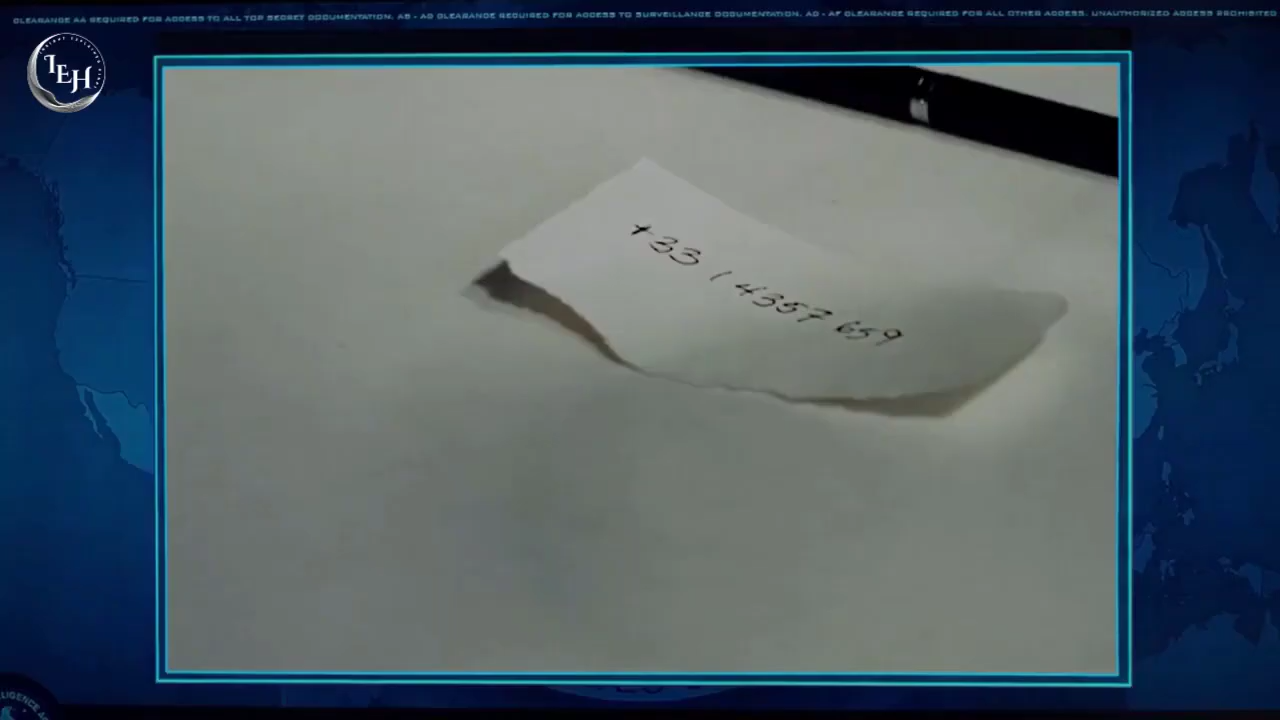 CLEARANCE AA REQUIRED FOR ACCESS TO ALL TOP SECRET DOCUMENTATION. AB - AD CLEARANCE REQUIRED FOR ACCESS TO SURVEILLANCE DOCUMENTATION. AD - AF CLEARANCE REQUIRED FOR ALL OTHER ACCESS. UNAUTHORIZED ACCESS PROHIBITED
IEH
+33 1 4357 659